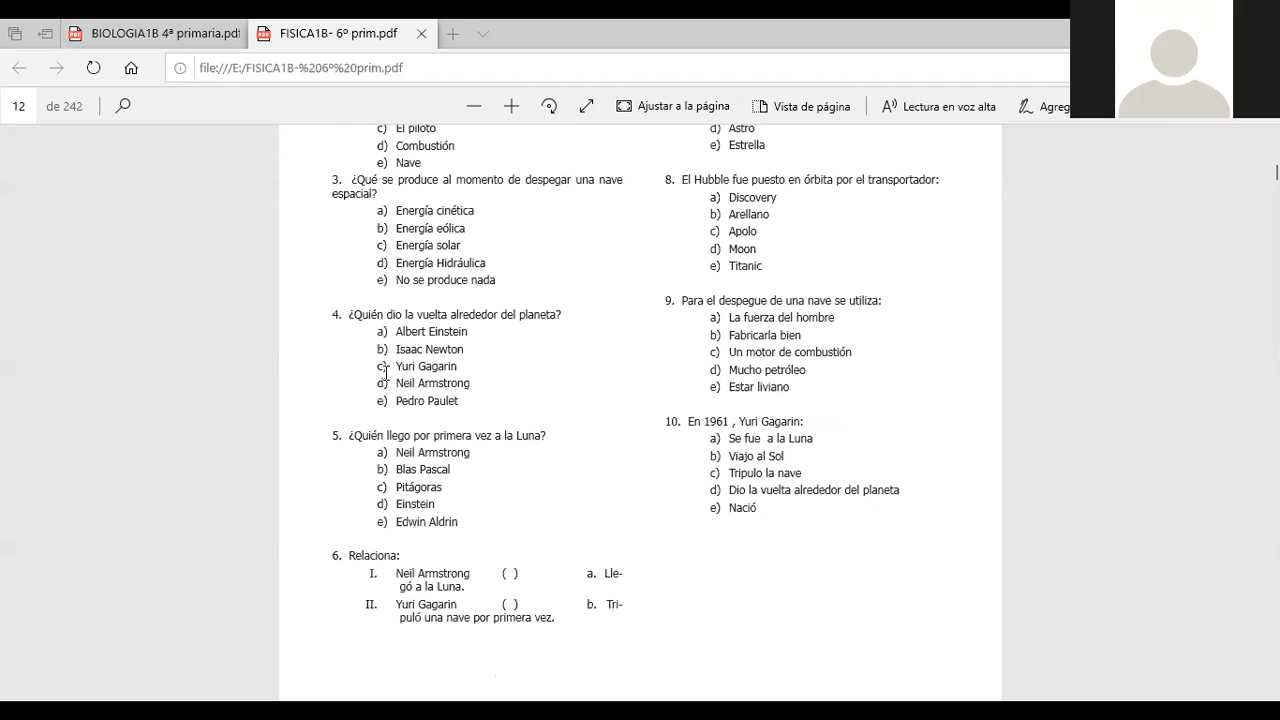 BIOLOGIA1B 4ª primaria.pdf
FISICA1B- 6º prim.pdf
file:///E:/FISICA1B-%206º%20prim.pdf
12 de 242
Ajustar a la página
Vista de página
Lectura en voz alta
Agreg
c) El piloto
d) Combustión
e) Nave
3. ¿Qué se produce al momento de despegar una nave
espacial?
a) Energía cinética
b) Energía eólica
c) Energía solar
d) Energía Hidráulica
e) No se produce nada
4. ¿Quién dio la vuelta alrededor del planeta?
a) Albert Einstein
b) Isaac Newton
c) Yuri Gagarin
d) Neil Armstrong
e) Pedro Paulet
5. ¿Quién llego por primera vez a la Luna?
a) Neil Armstrong
b) Blas Pascal
c) Pitágoras
d) Einstein
e) Edwin Aldrin
6. Relaciona:
I. Neil Armstrong ( ) a. Lle-
gó a la Luna.
II. Yuri Gagarin ( ) b. Tri-
puló una nave por primera vez.
d) Astro
e) Estrella
8. El Hubble fue puesto en órbita por el transportador:
a) Discovery
b) Arellano
c) Apolo
d) Moon
e) Titanic
9. Para el despegue de una nave se utiliza:
a) La fuerza del hombre
b) Fabricarla bien
c) Un motor de combustión
d) Mucho petróleo
e) Estar liviano
10. En 1961 , Yuri Gagarin:
a) Se fue a la Luna
b) Viajo al Sol
c) Tripulo la nave
d) Dio la vuelta alrededor del planeta
e) Nació